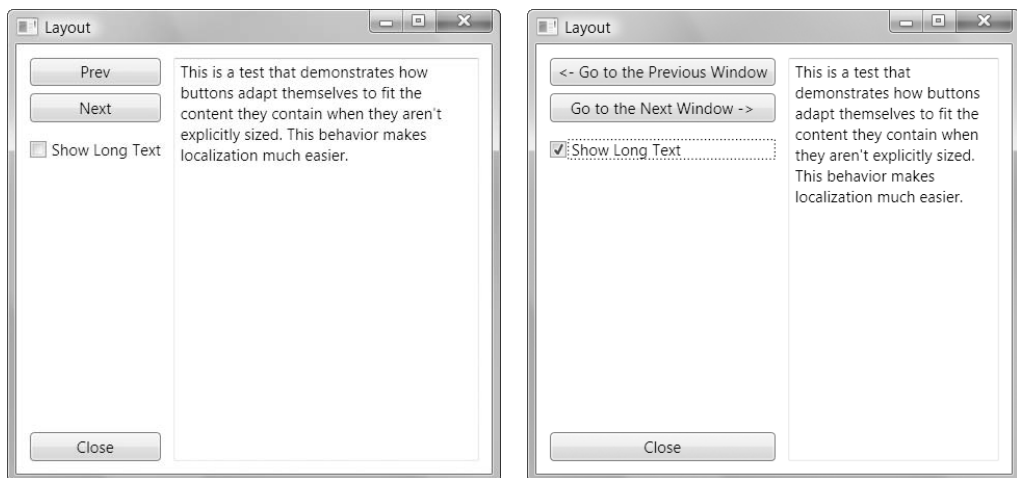 Layout
Prev
Next
Show Long Text
Close
This is a test that demonstrates how
buttons adapt themselves to fit the
content they contain when they aren't
explicitly sized. This behavior makes
localization much easier.
Layout
<- Go to the Previous Window
Go to the Next Window ->
Show Long Text
Close
This is a test that
demonstrates how buttons
adapt themselves to fit the
content they contain when
they aren't explicitly sized.
This behavior makes
localization much easier.